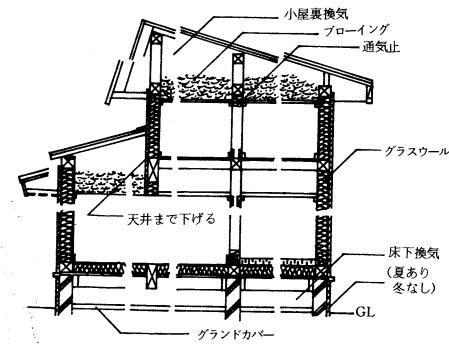 小屋裏換気
ブローイング
通気止
グラスウール
天井まで下げる
床下換気
(夏あり
冬なし)
GL
グランドカバー